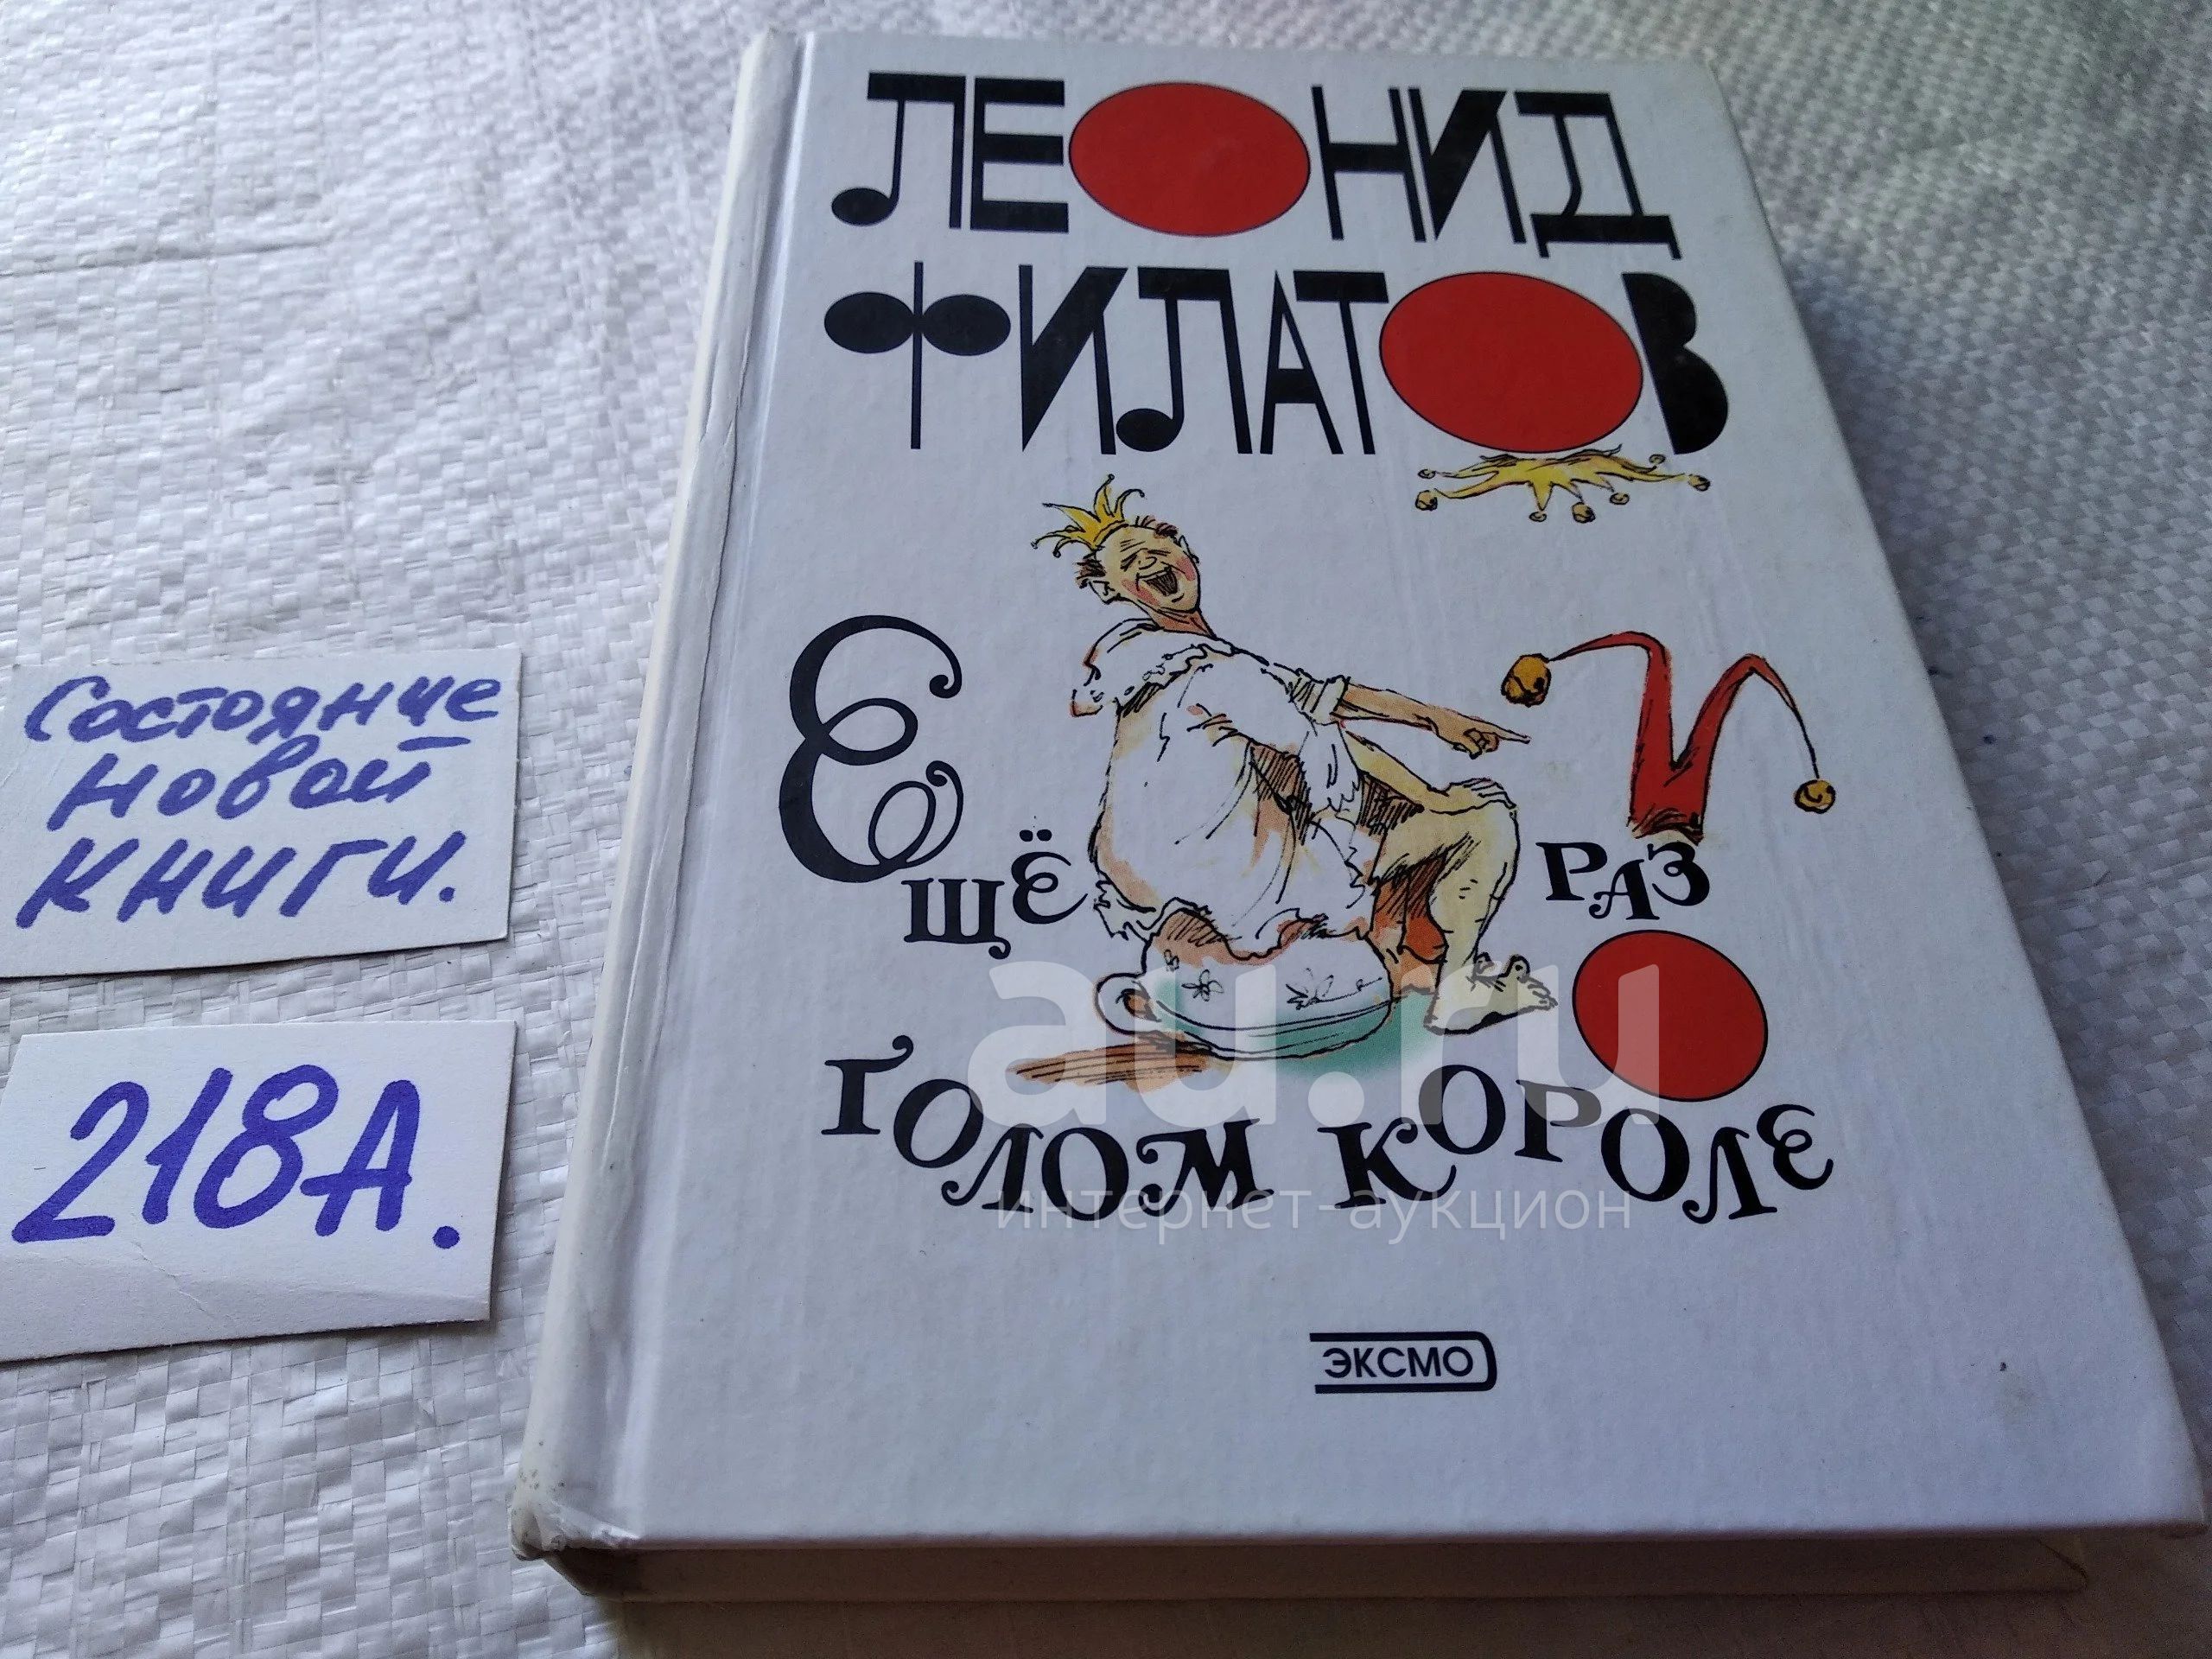 ЛЕОНИД
ФИЛАТОВ
ЕЩЁ РАЗ
О
ГОЛОМ КОРОЛЕ
ЭКСМО
Состояние
новой
книги.
218А.
au.ru
интернет-аукцион